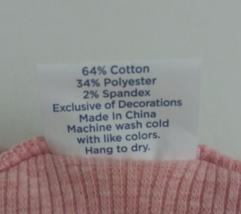 64% Cotton
34% Polyester
2% Spandex
Exclusive of Decorations
Made In China
Machine wash cold
with like colors.
Hang to dry.